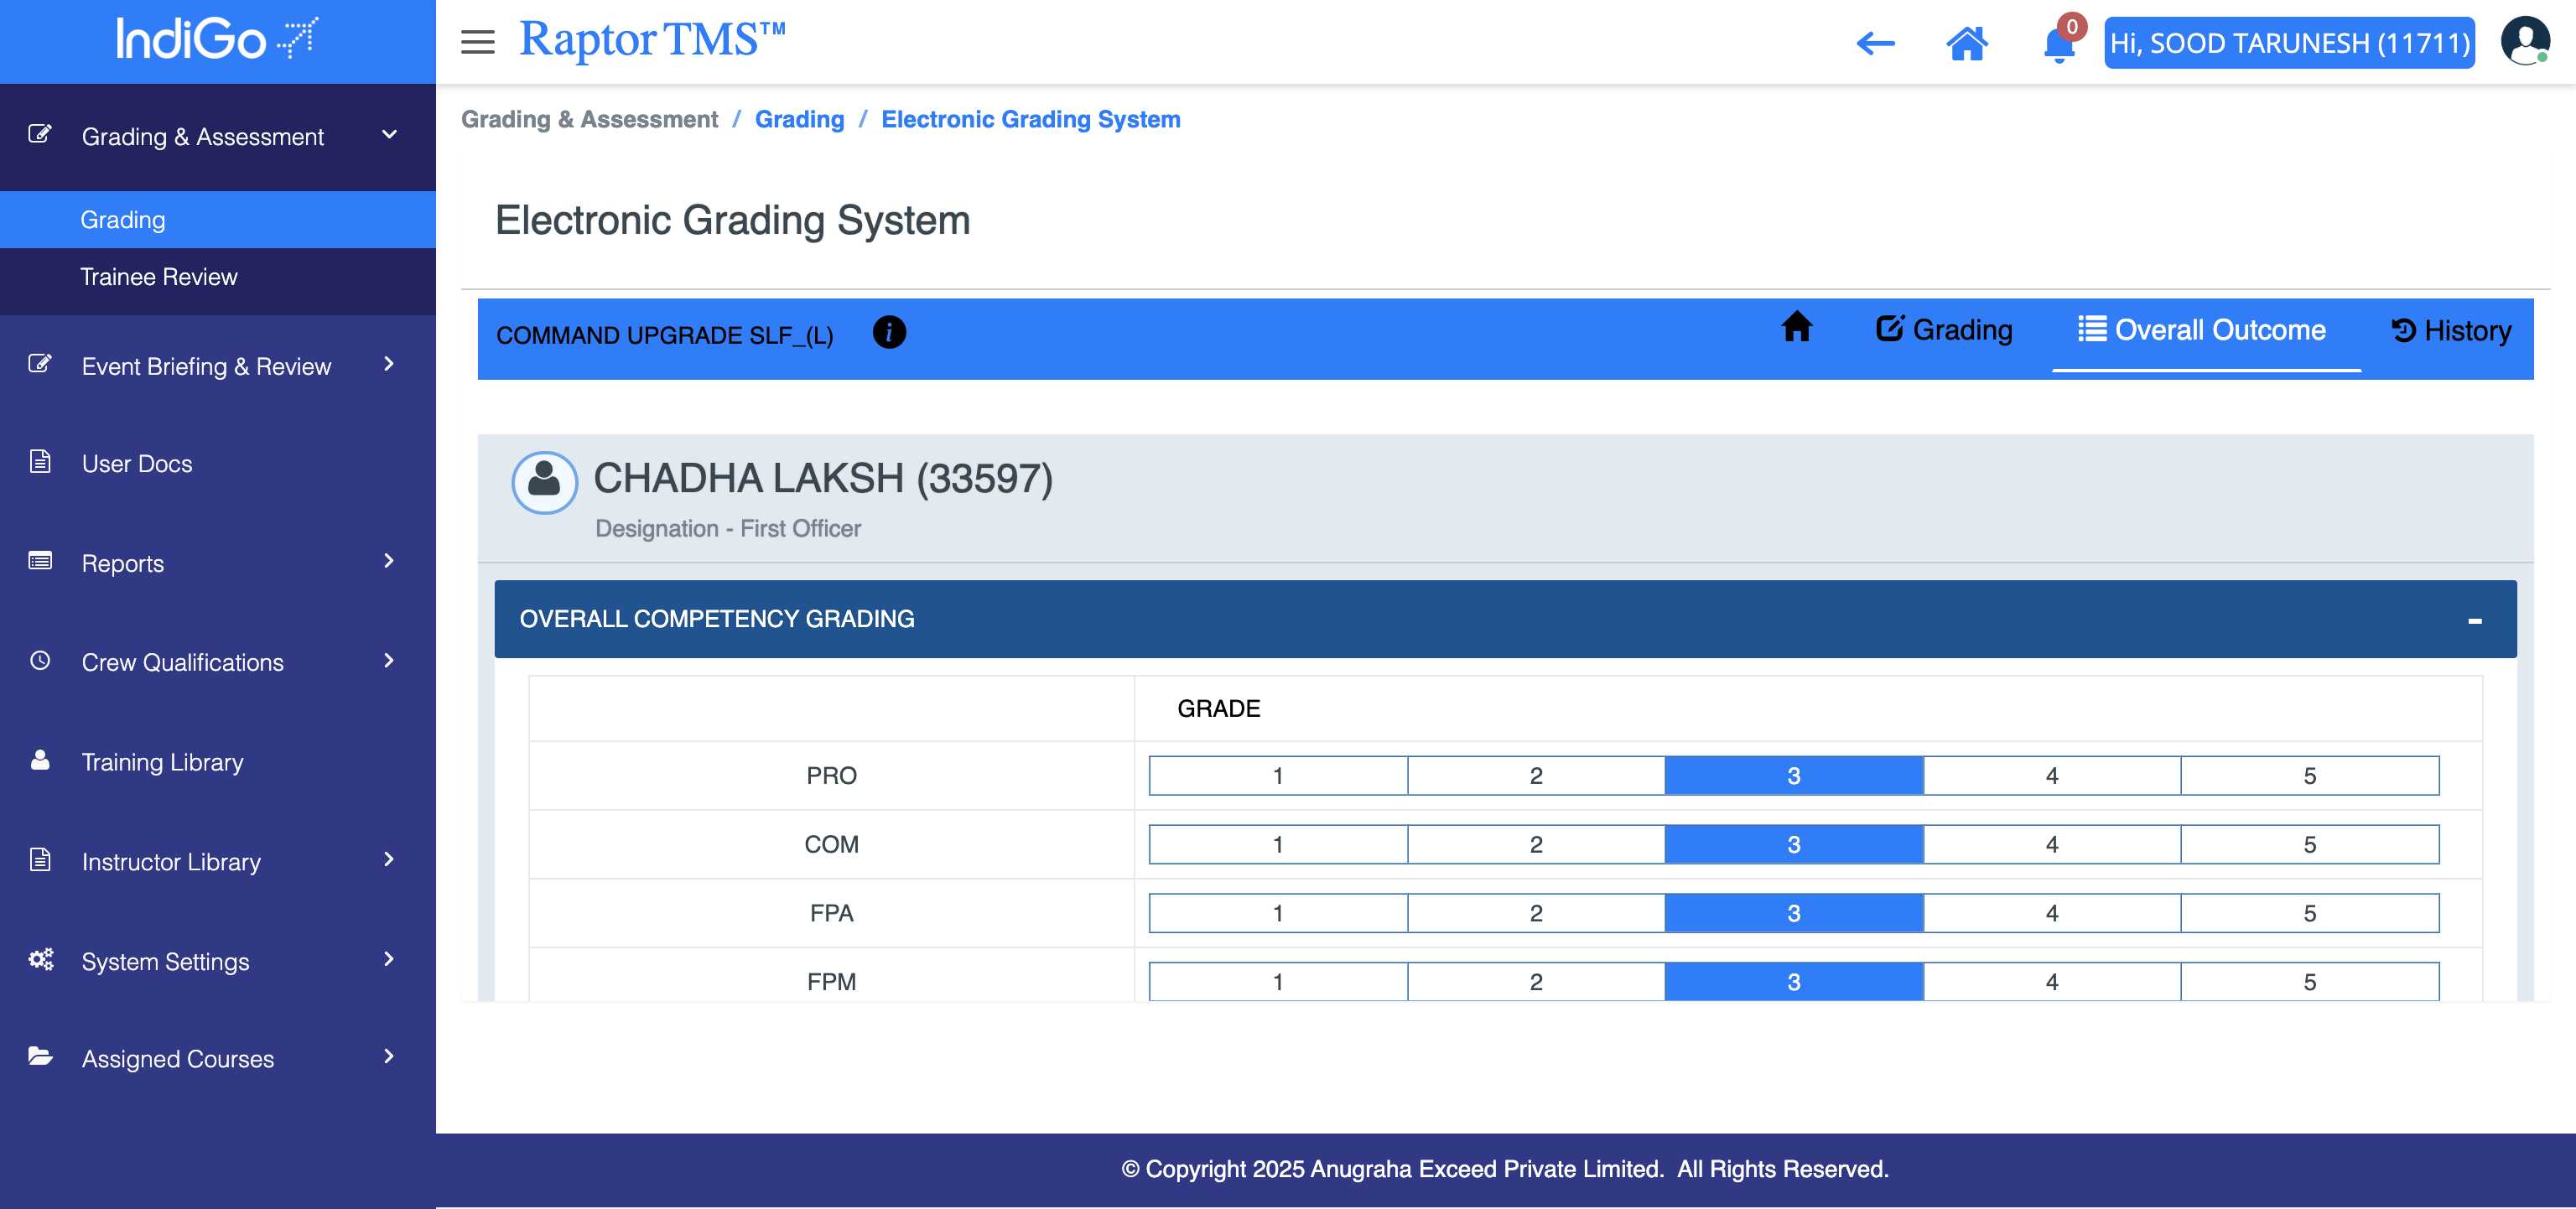 IndiGo
Raptor TMS™
0
Hi, SOOD TARUNESH (11711)
Grading & Assessment
Grading
Trainee Review
Event Briefing & Review
User Docs
Reports
Crew Qualifications
Training Library
Instructor Library
System Settings
Assigned Courses
Grading & Assessment / Grading / Electronic Grading System
Electronic Grading System
COMMAND UPGRADE SLF_(L) i Grading Overall Outcome History
CHADHA LAKSH (33597)
Designation - First Officer
OVERALL COMPETENCY GRADING -
GRADE
PRO 1 2 3 4 5
COM 1 2 3 4 5
FPA 1 2 3 4 5
FPM 1 2 3 4 5
© Copyright 2025 Anugraha Exceed Private Limited. All Rights Reserved.